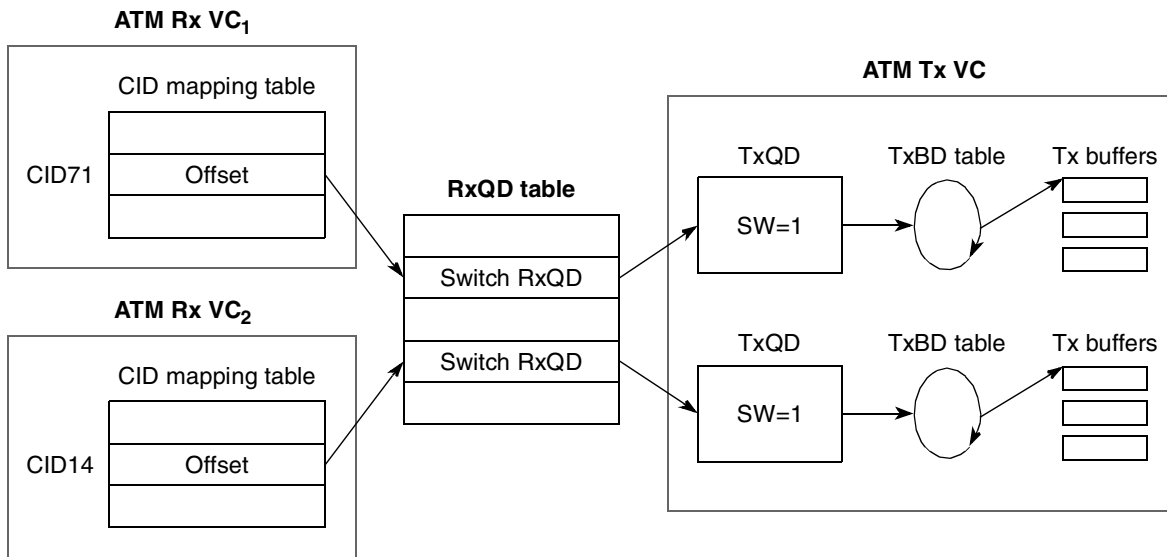 ATM Rx VC1
CID mapping table
CID71
Offset
ATM Rx VC2
CID mapping table
CID14
Offset
RxQD table
Switch RxQD
Switch RxQD
ATM Tx VC
TxQD
TxBD table
Tx buffers
SW=1
TxQD
TxBD table
Tx buffers
SW=1